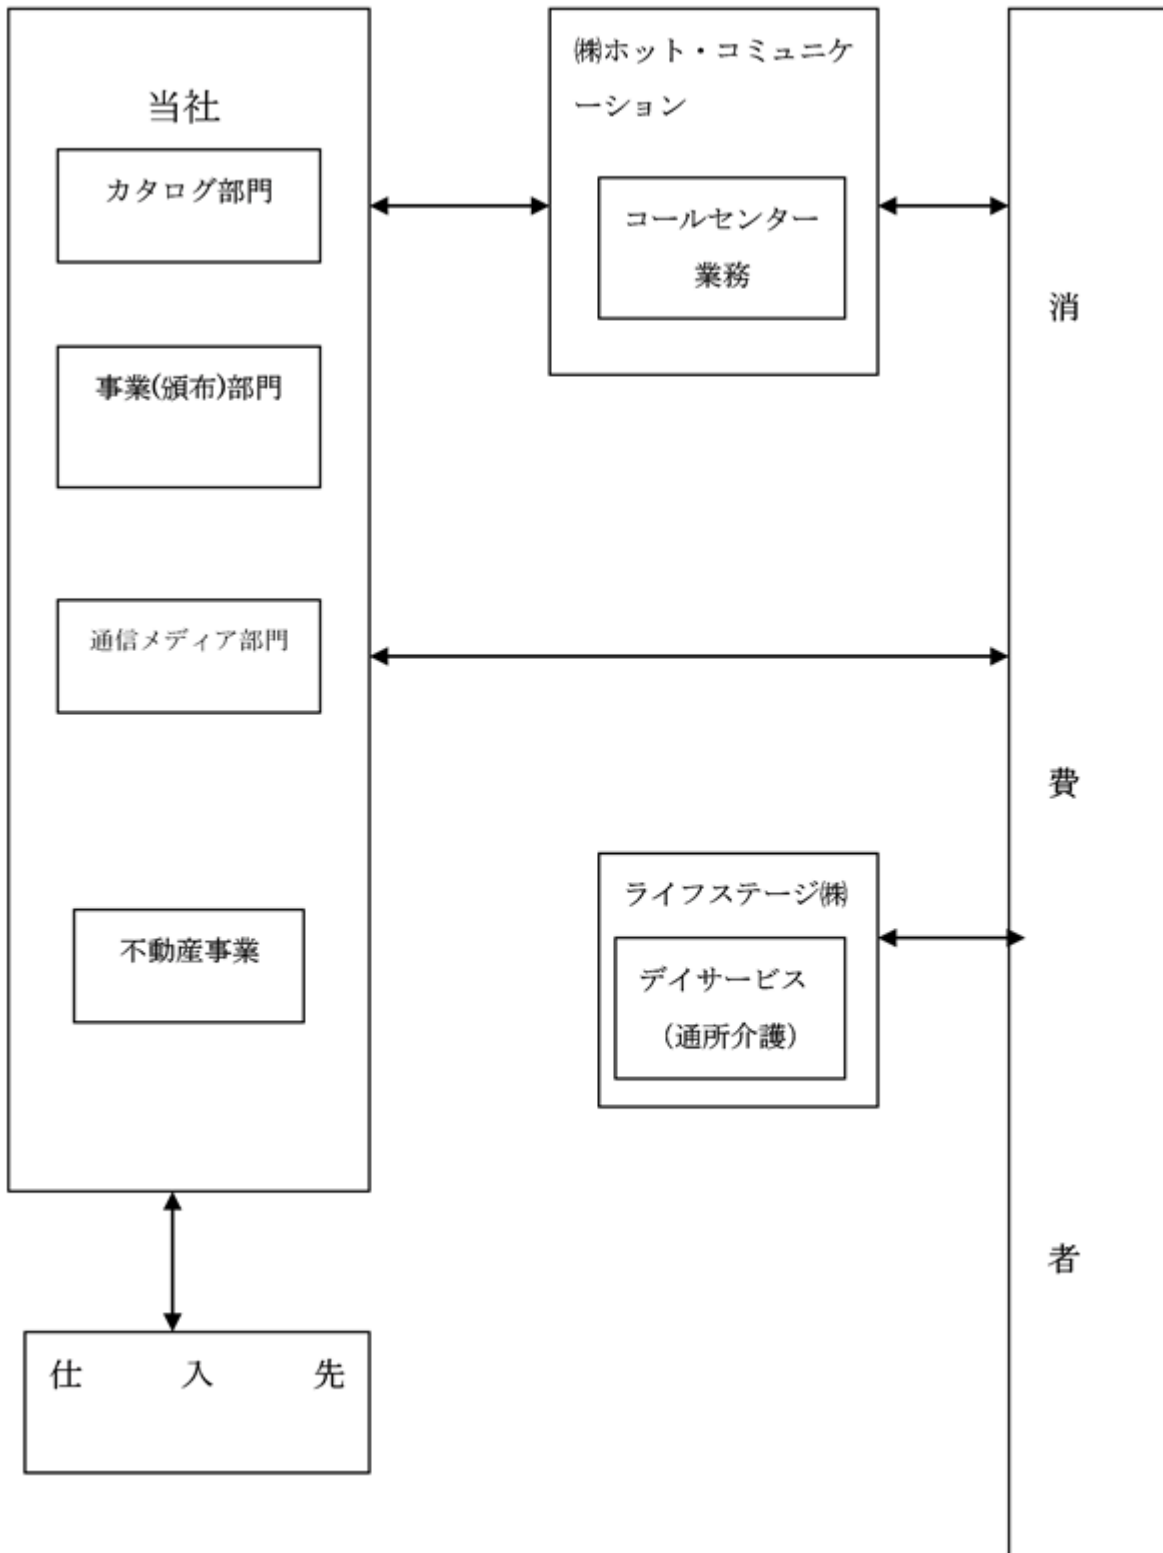 当社
カタログ部門
事業(頒布)部門
通信メディア部門
不動産事業
仕 入 先
㈱ホット・コミュニケ
ーション
コールセンター
業務
ライフステージ㈱
デイサービス
（通所介護）
消
費
者